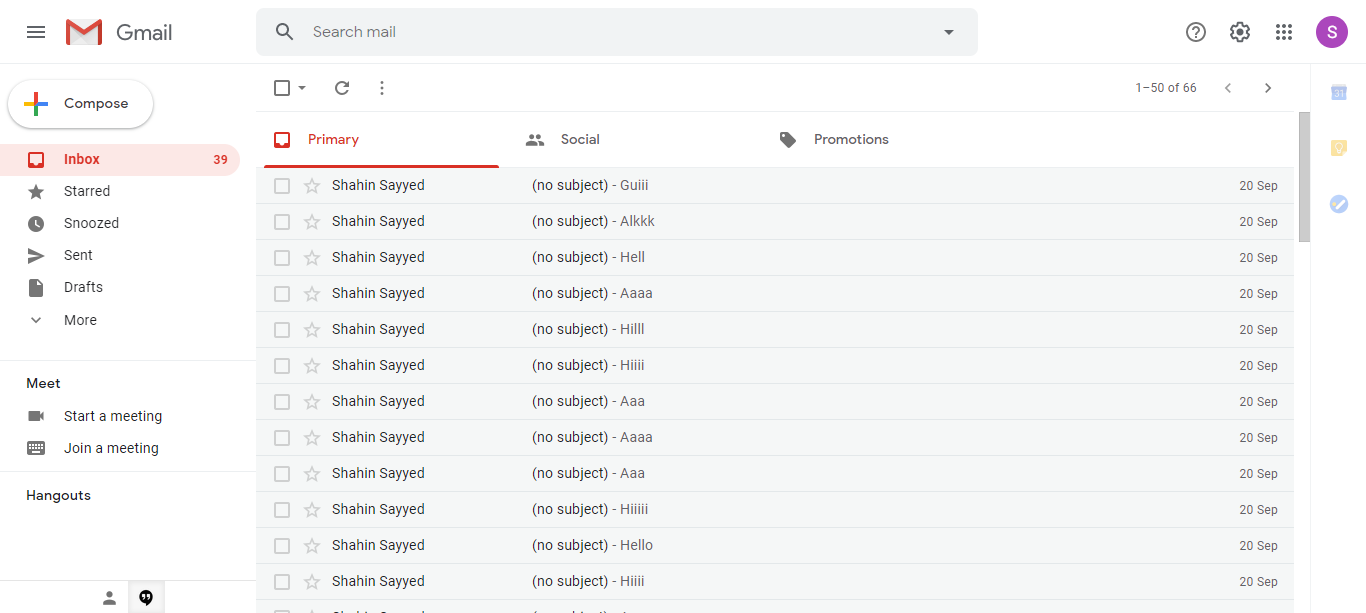 Gmail
Search mail
S
Compose
1–50 of 66
31
Inbox 39
Starred
Snoozed
Sent
Drafts
More
Meet
Start a meeting
Join a meeting
Hangouts
Primary Social Promotions
Shahin Sayyed (no subject) - Guiii 20 Sep
Shahin Sayyed (no subject) - Alkkk 20 Sep
Shahin Sayyed (no subject) - Hell 20 Sep
Shahin Sayyed (no subject) - Aaaa 20 Sep
Shahin Sayyed (no subject) - Hilll 20 Sep
Shahin Sayyed (no subject) - Hiiii 20 Sep
Shahin Sayyed (no subject) - Aaa 20 Sep
Shahin Sayyed (no subject) - Aaaa 20 Sep
Shahin Sayyed (no subject) - Aaa 20 Sep
Shahin Sayyed (no subject) - Hiiiii 20 Sep
Shahin Sayyed (no subject) - Hello 20 Sep
Shahin Sayyed (no subject) - Hiiii 20 Sep